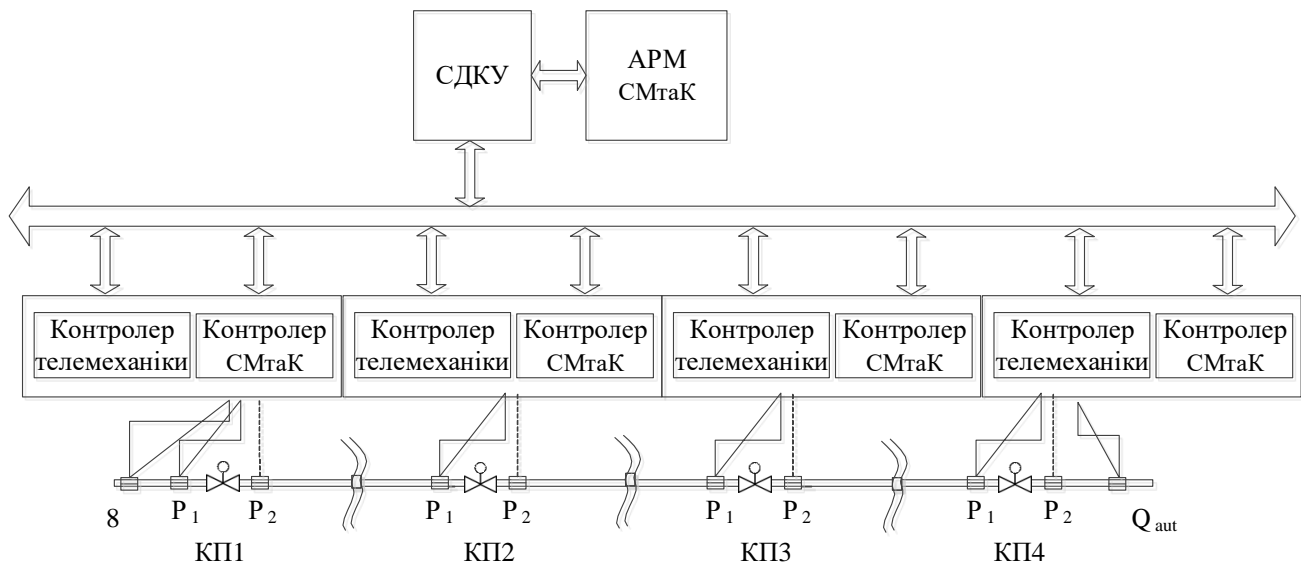 СДКУ
АРМ
СМтаК
Контролер
телемеханіки
Контролер
СМтаК
Контролер
телемеханіки
Контролер
СМтаК
Контролер
телемеханіки
Контролер
СМтаК
Контролер
телемеханіки
Контролер
СМтаК
8
P 1
P 2
P 1
P 2
P 1
P 2
P 1
P 2
Q aut
КП1
КП2
КП3
КП4